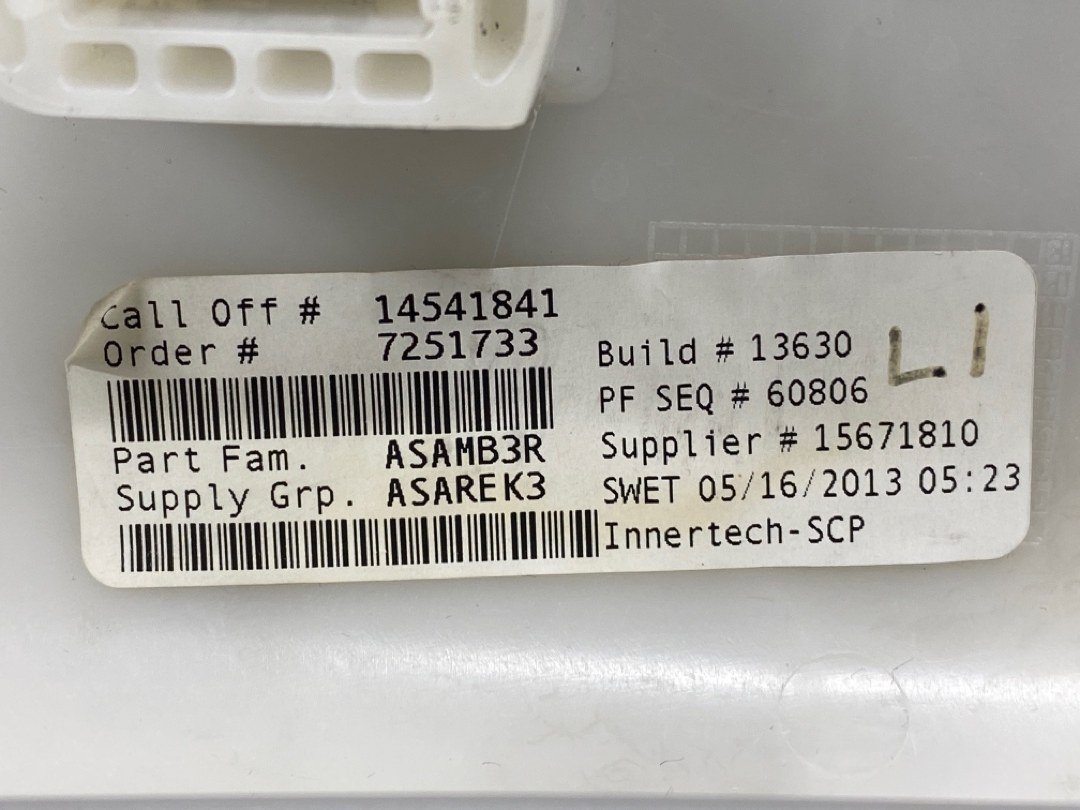 Call Off # 14541841
Order # 7251733
Part Fam. ASAMB3R
Supply Grp. ASAREK3
Build # 13630
PF SEQ # 60806
Supplier # 15671810
SWET 05/16/2013 05:23
Innertech-SCP
L1